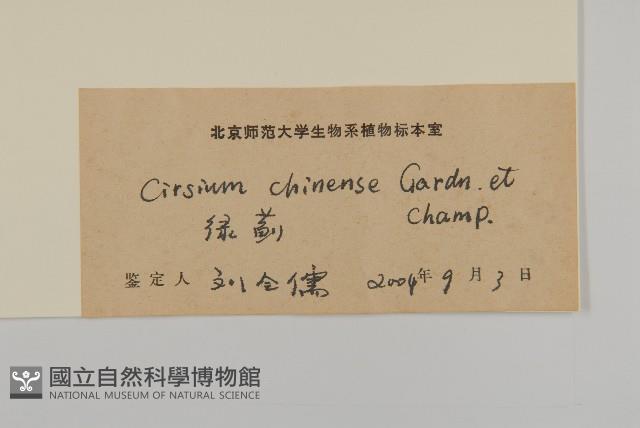 北京师范大学生物系植物标本室
Cirsium chinense Gardn. et
Champ.
绿蓟
鉴定人 刘全儒 2004年9月3日
國立自然科學博物館
NATIONAL MUSEUM OF NATURAL SCIENCE